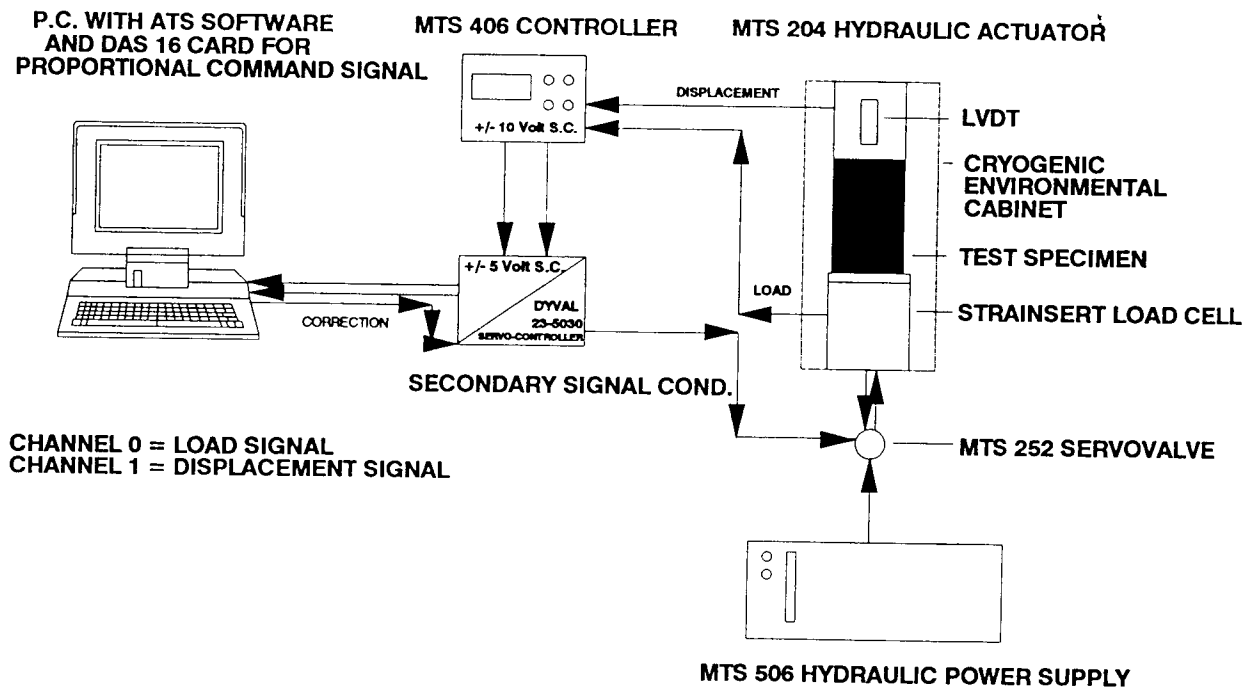 P.C. WITH ATS SOFTWARE
AND DAS 16 CARD FOR
PROPORTIONAL COMMAND SIGNAL
MTS 406 CONTROLLER
MTS 204 HYDRAULIC ACTUATOR
DISPLACEMENT
+/- 10 Volt S.C.
LVDT
CRYOGENIC
ENVIRONMENTAL
CABINET
TEST SPECIMEN
+/- 5 Volt S.C.
DYVAL
23-5030
SERVO-CONTROLLER
LOAD
STRAINSERT LOAD CELL
CORRECTION
SECONDARY SIGNAL COND.
CHANNEL 0 = LOAD SIGNAL
CHANNEL 1 = DISPLACEMENT SIGNAL
MTS 252 SERVOVALVE
MTS 506 HYDRAULIC POWER SUPPLY